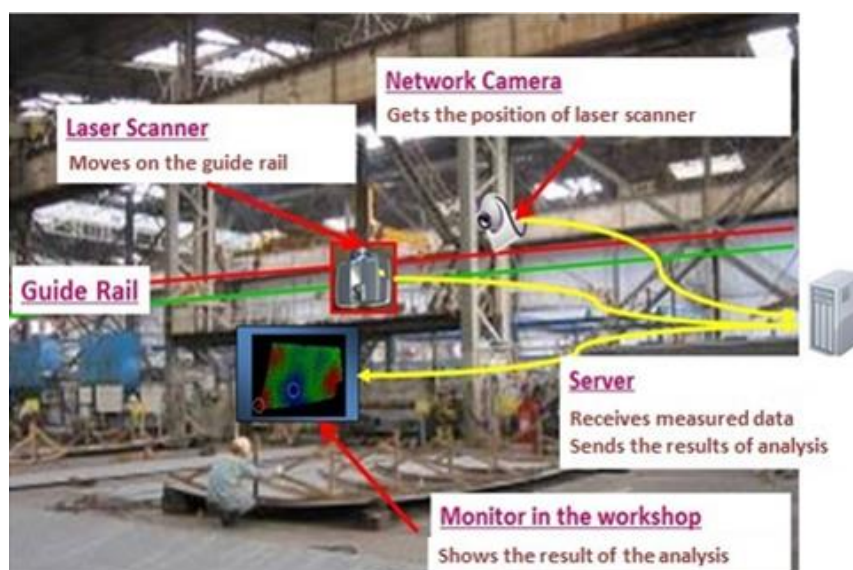 Network Camera
Gets the position of laser scanner
Laser Scanner
Moves on the guide rail
Guide Rail
Server
Receives measured data
Sends the results of analysis
Monitor in the workshop
Shows the result of the analysis